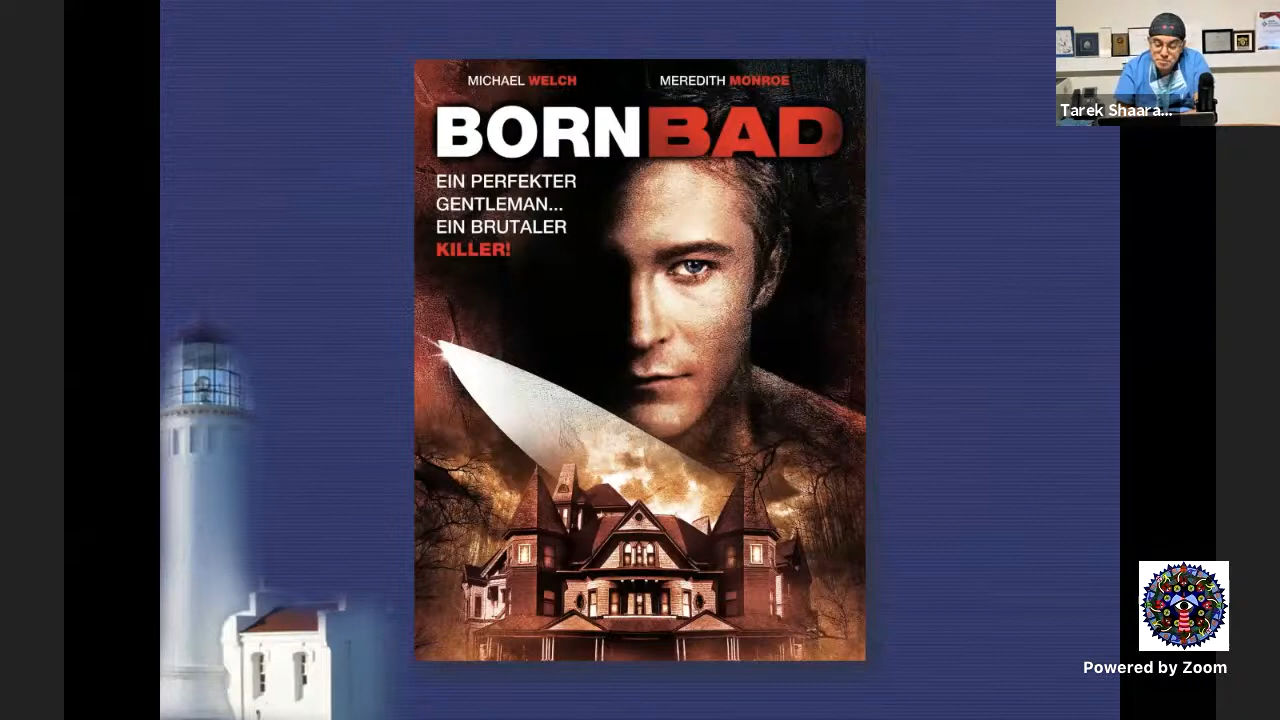 MICHAEL WELCH
MEREDITH MONROE
BORN BAD
EIN PERFEKTER
GENTLEMAN...
EIN BRUTALER
KILLER!
Tarek Shaara...
Powered by Zoom